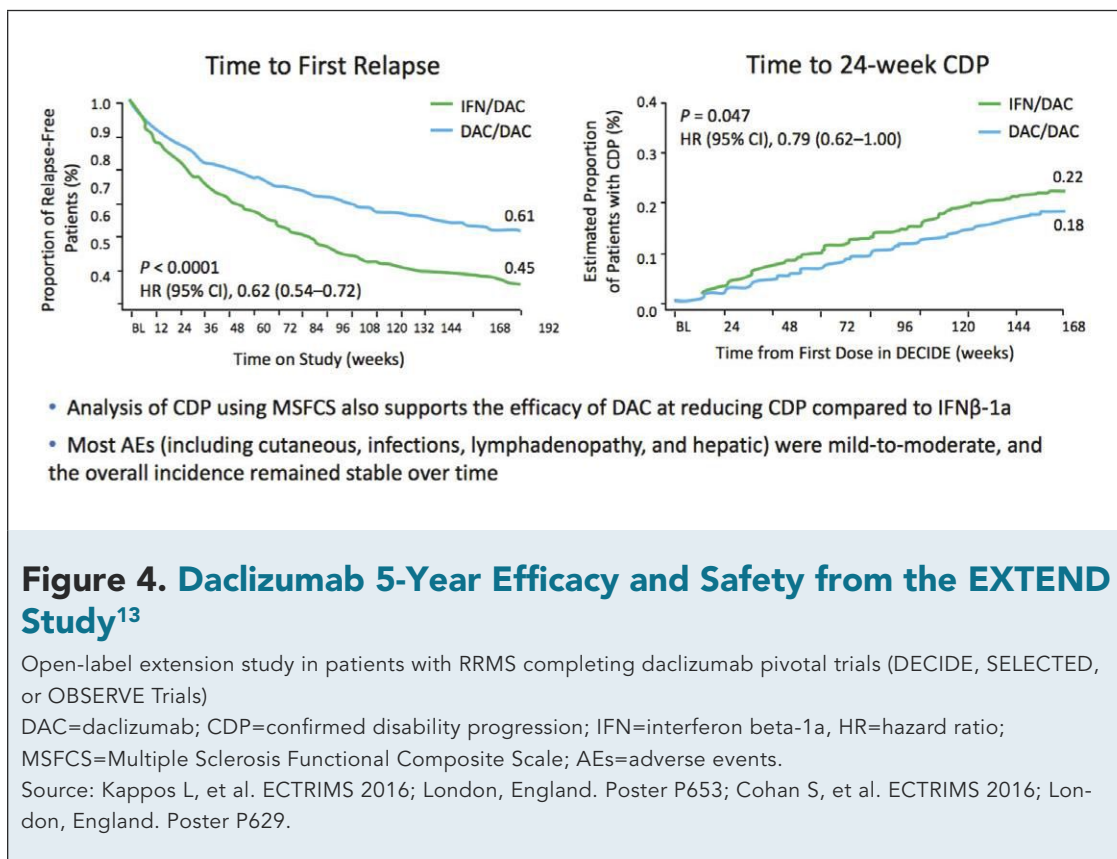 Time to First Relapse
Proportion of Relapse-Free
Patients (%)
1.0
0.9
0.8
0.7
0.6
0.5
0.4
IFN/DAC
DAC/DAC
0.61
0.45
P < 0.0001
HR (95% CI), 0.62 (0.54–0.72)
BL 12 24 36 48 60 72 84 96 108 120 132 144 168 192
Time on Study (weeks)
Time to 24-week CDP
Estimated Proportion
of Patients with CDP (%)
0.4
0.3
0.2
0.1
0.0
P = 0.047
HR (95% CI), 0.79 (0.62–1.00)
IFN/DAC
DAC/DAC
0.22
0.18
BL 24 48 72 96 120 144 168
Time from First Dose in DECIDE (weeks)
• Analysis of CDP using MSFCS also supports the efficacy of DAC at reducing CDP compared to IFNβ-1a
• Most AEs (including cutaneous, infections, lymphadenopathy, and hepatic) were mild-to-moderate, and
the overall incidence remained stable over time
Figure 4. Daclizumab 5-Year Efficacy and Safety from the EXTEND
Study13
Open-label extension study in patients with RRMS completing daclizumab pivotal trials (DECIDE, SELECTED,
or OBSERVE Trials)
DAC=daclizumab; CDP=confirmed disability progression; IFN=interferon beta-1a, HR=hazard ratio;
MSFCS=Multiple Sclerosis Functional Composite Scale; AEs=adverse events.
Source: Kappos L, et al. ECTRIMS 2016; London, England. Poster P653; Cohan S, et al. ECTRIMS 2016; Lon-
don, England. Poster P629.